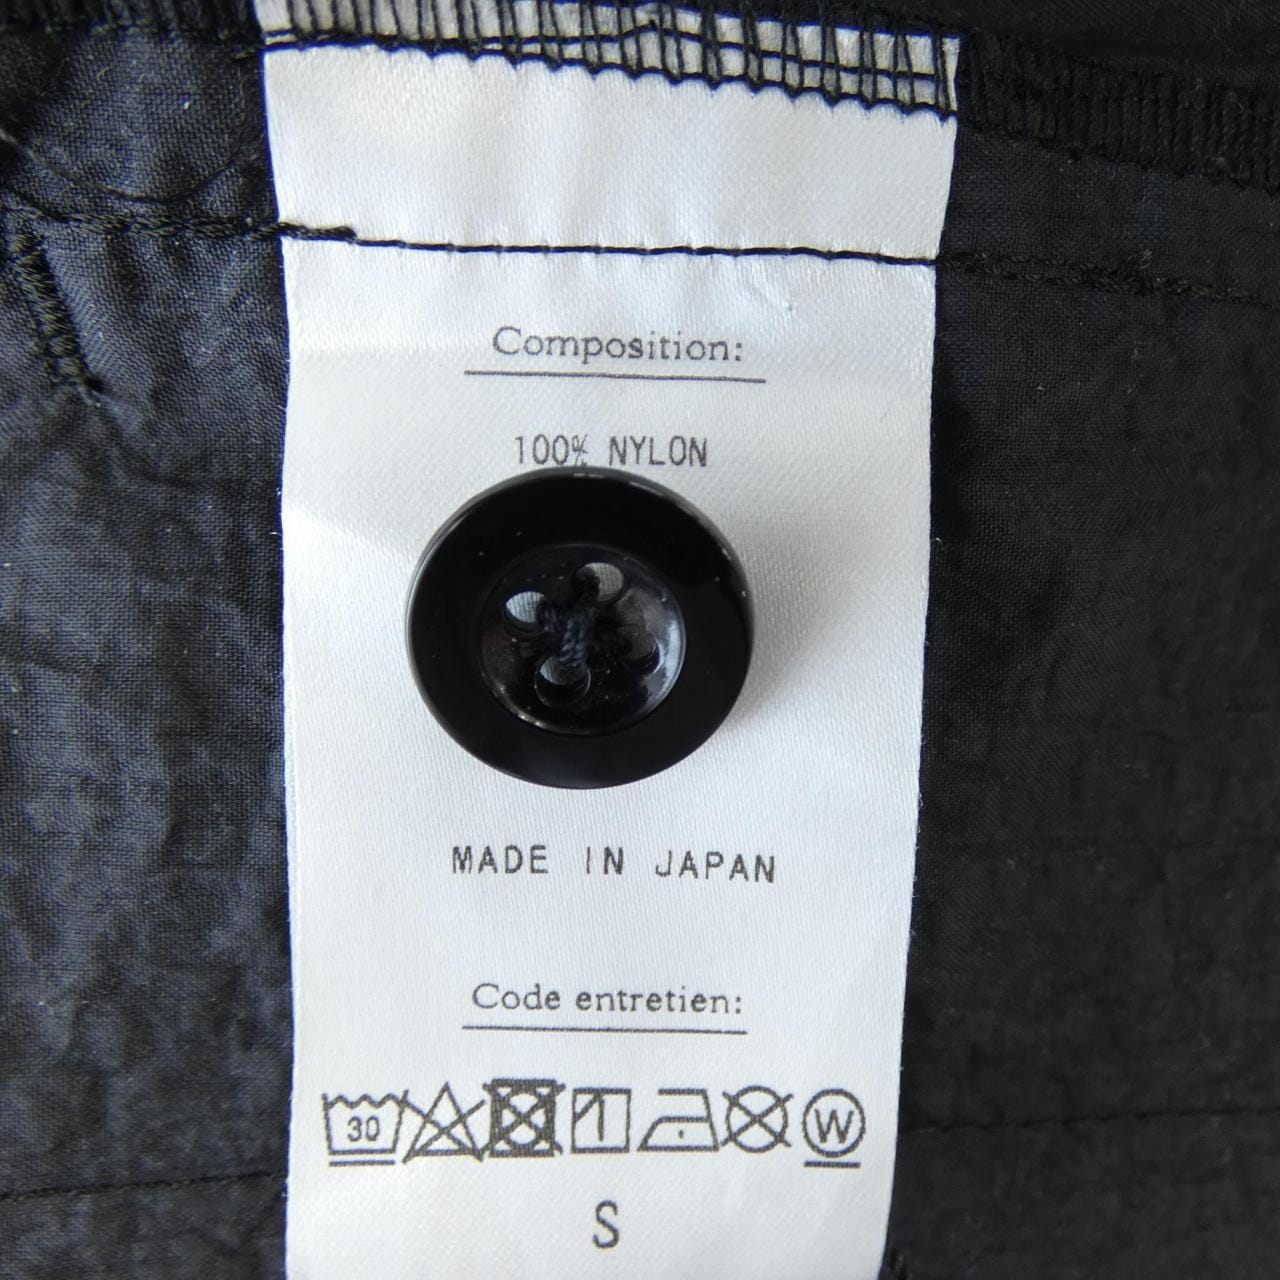 Composition:
100% NYLON
MADE IN JAPAN
Code entretien:
30 W
S